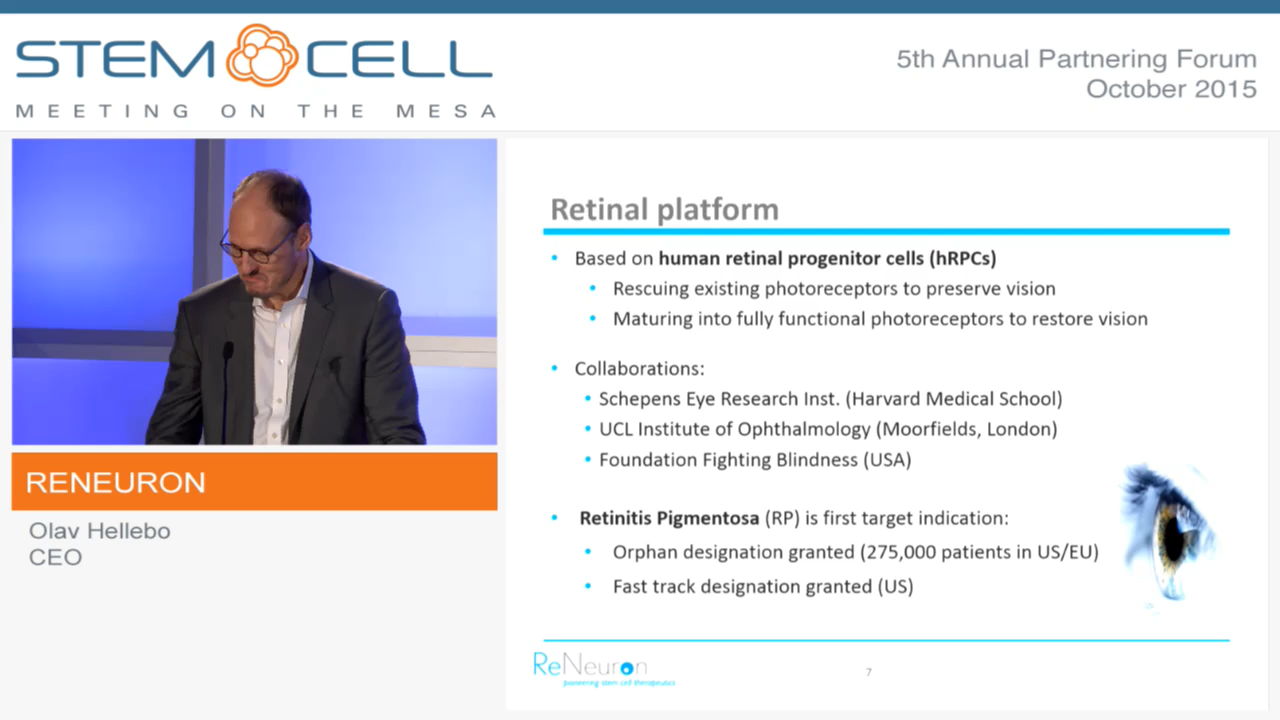 STEM CELL
MEETING ON THE MESA
5th Annual Partnering Forum
October 2015
RENEURON
Olav Hellebo
CEO
Retinal platform
• Based on human retinal progenitor cells (hRPCs)
• Rescuing existing photoreceptors to preserve vision
• Maturing into fully functional photoreceptors to restore vision
• Collaborations:
• Schepens Eye Research Inst. (Harvard Medical School)
• UCL Institute of Ophthalmology (Moorfields, London)
• Foundation Fighting Blindness (USA)
• Retinitis Pigmentosa (RP) is first target indication:
• Orphan designation granted (275,000 patients in US/EU)
• Fast track designation granted (US)
ReNeuron
pioneering stem cell therapeutics
7